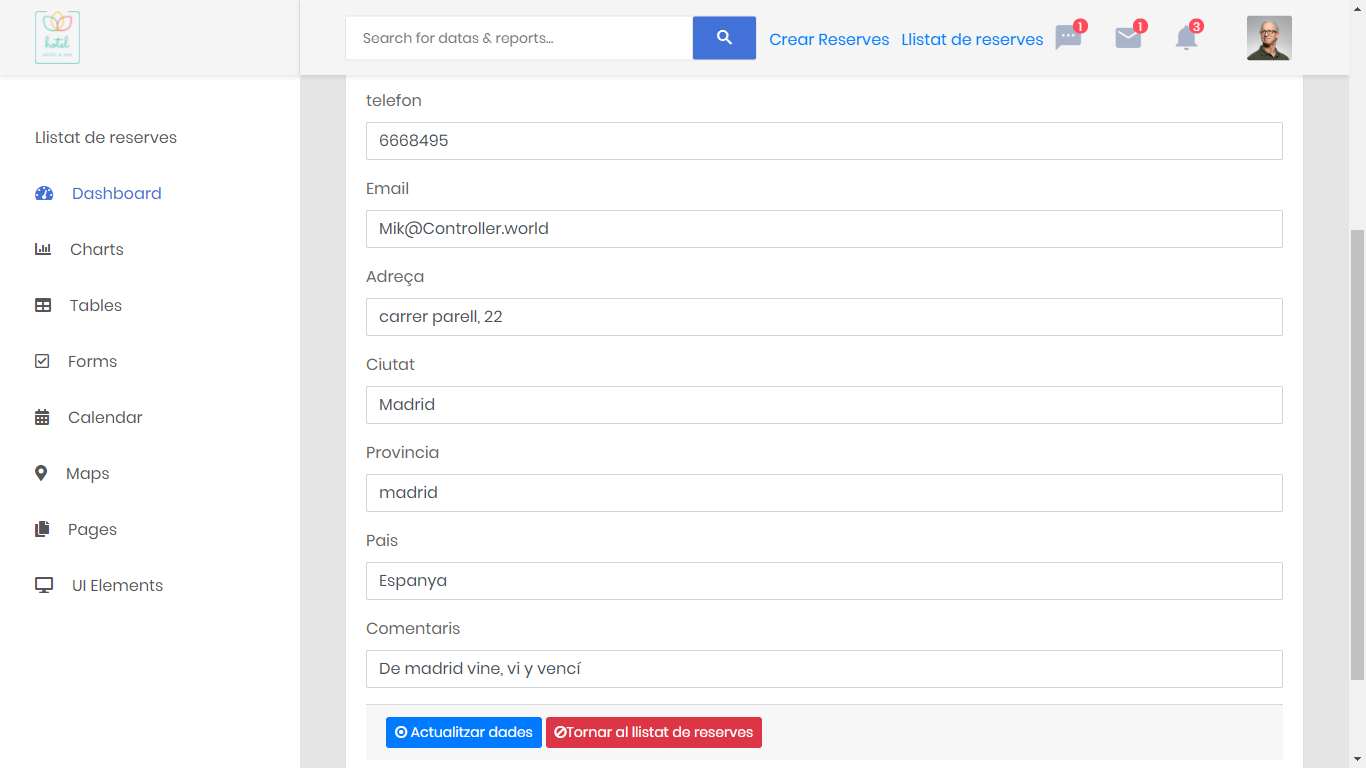 hotel
Search for datas & reports...
Crear Reserves
Llistat de reserves
1
1
3
Llistat de reserves
Dashboard
Charts
Tables
Forms
Calendar
Maps
Pages
UI Elements
telefon
6668495
Email
Mik@Controller.world
Adreça
carrer parell, 22
Ciutat
Madrid
Provincia
madrid
Pais
Espanya
Comentaris
De madrid vine, vi y vencí
Actualitzar dades
Tornar al llistat de reserves